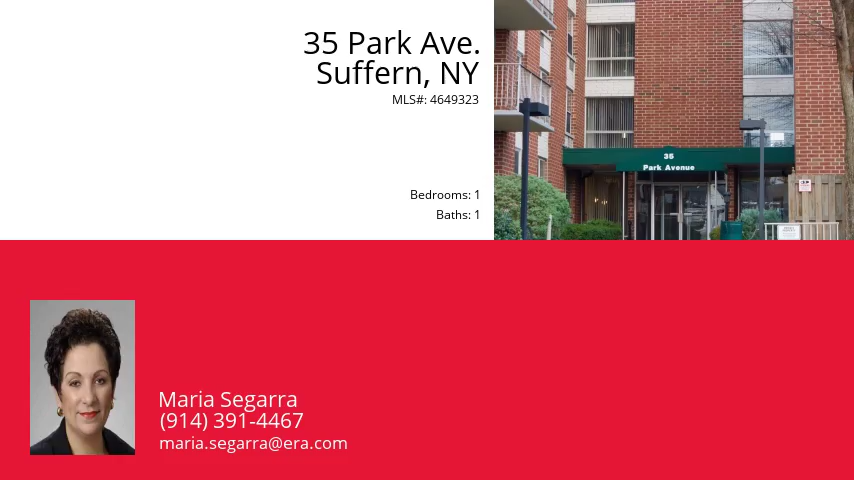 35 Park Ave.
Suffern, NY
MLS#: 4649323
Bedrooms: 1
Baths: 1
35
Park Avenue
Maria Segarra
(914) 391-4467
maria.segarra@era.com